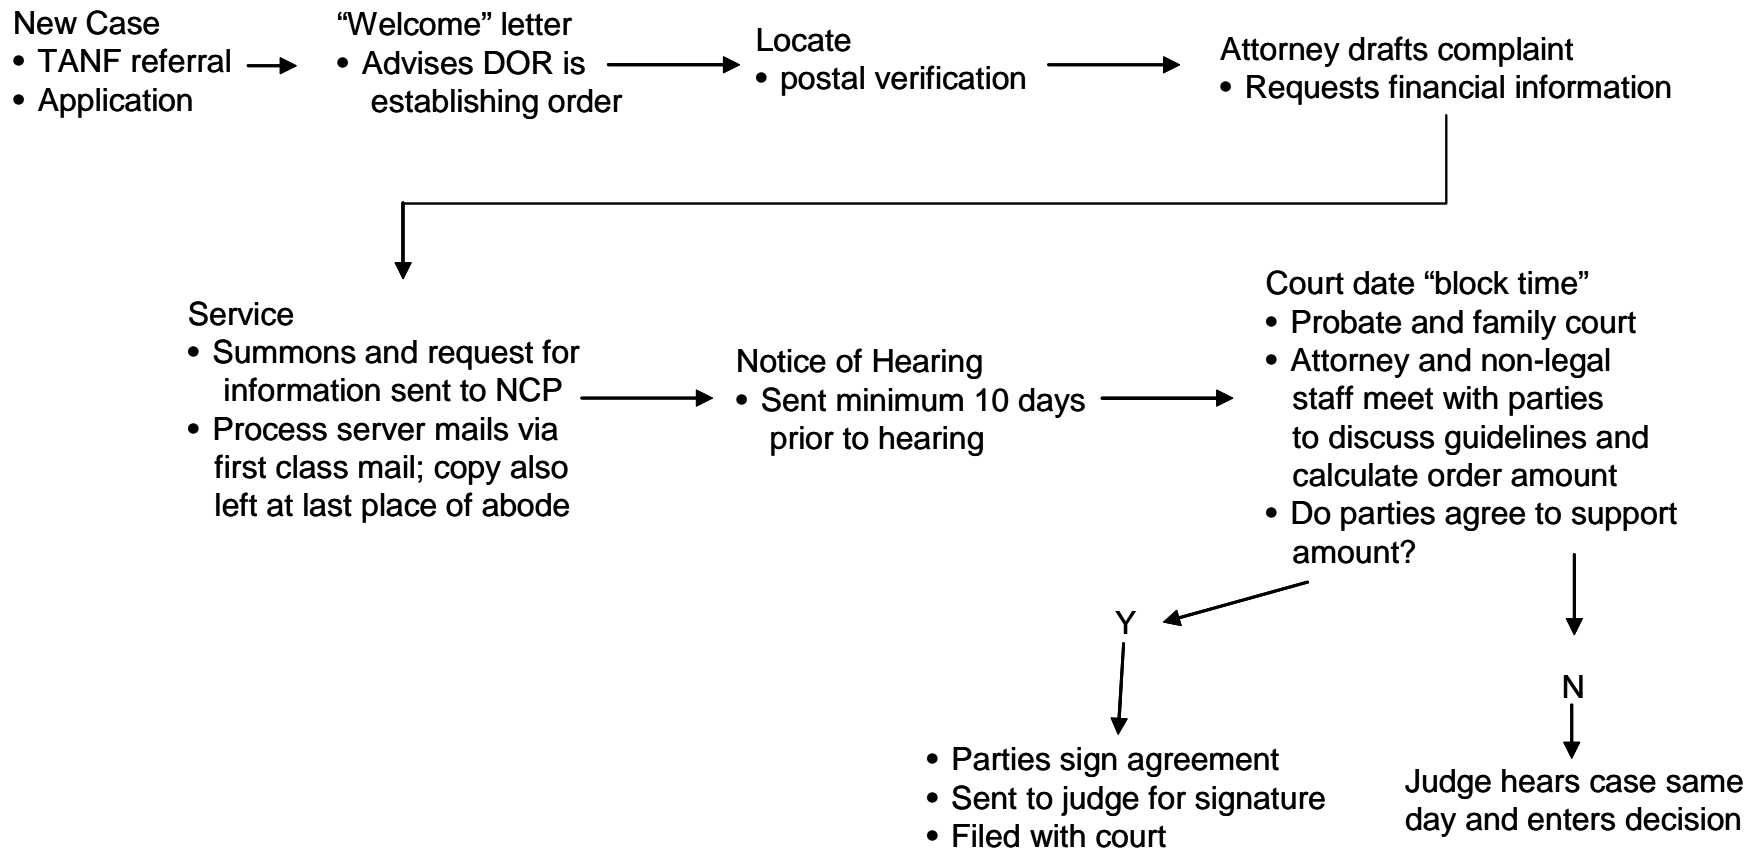 New Case
• TANF referral
• Application
“Welcome” letter
• Advises DOR is
establishing order
Locate
• postal verification
Attorney drafts complaint
• Requests financial information
Service
• Summons and request for
information sent to NCP
• Process server mails via
first class mail; copy also
left at last place of abode
Notice of Hearing
• Sent minimum 10 days
prior to hearing
Court date “block time”
• Probate and family court
• Attorney and non-legal
staff meet with parties
to discuss guidelines and
calculate order amount
• Do parties agree to support
amount?
Y
N
• Parties sign agreement
• Sent to judge for signature
• Filed with court
Judge hears case same
day and enters decision